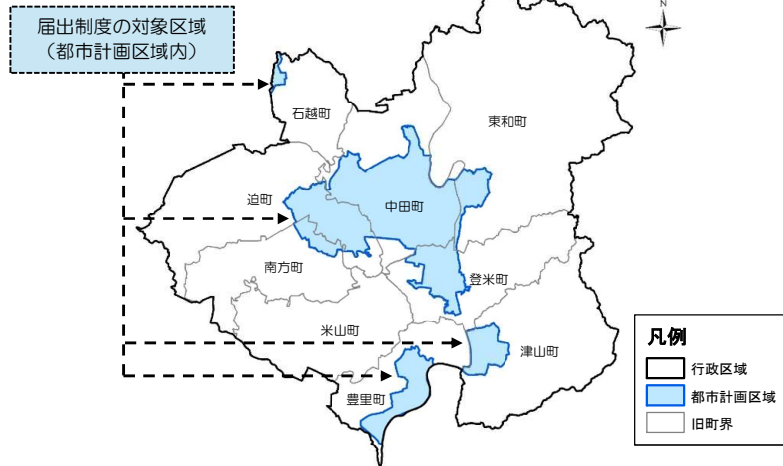 届出制度の対象区域
（都市計画区域内）
N
石越町
東和町
迫町
中田町
南方町
登米町
米山町
津山町
豊里町
凡例
行政区域
都市計画区域
旧町界